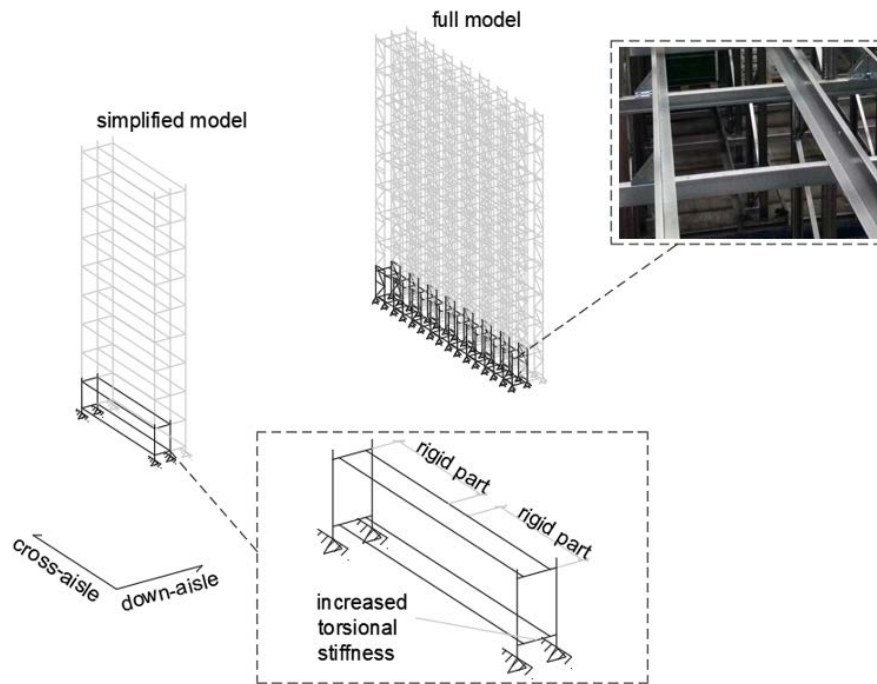 full model
simplified model
rigid part
rigid part
cross-aisle
down-aisle
increased
torsional
stiffness